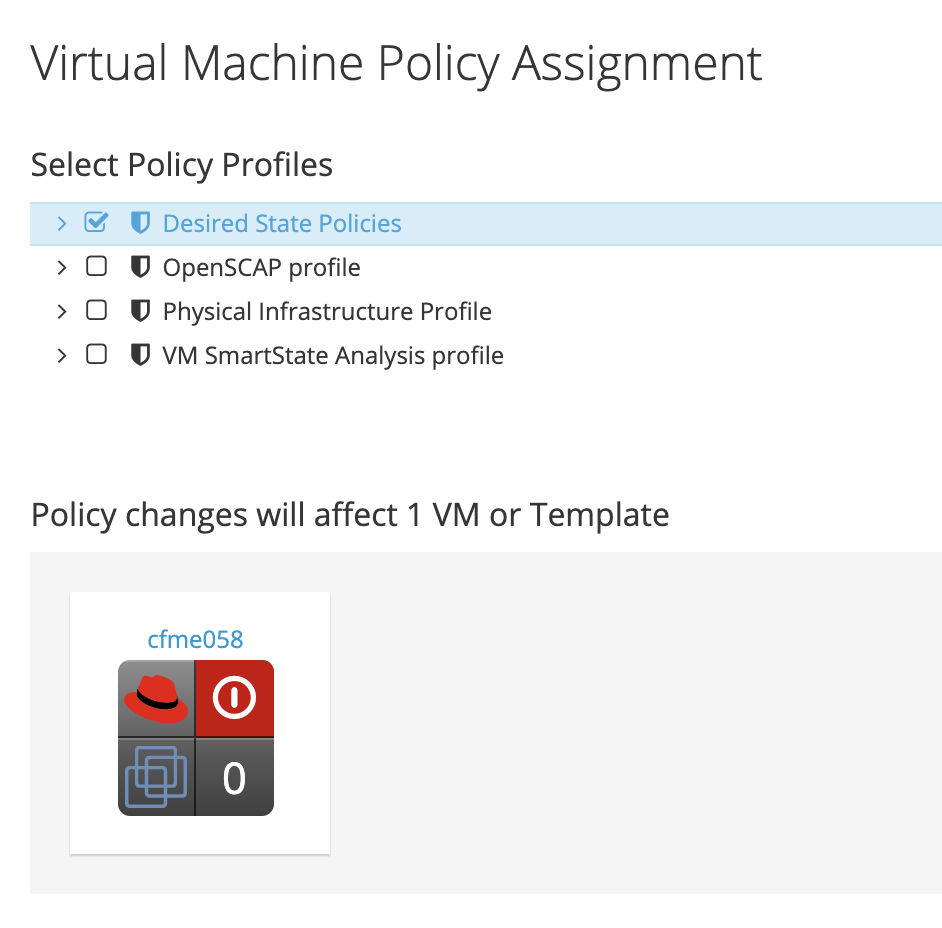 Virtual Machine Policy Assignment
Select Policy Profiles
Desired State Policies
OpenSCAP profile
Physical Infrastructure Profile
VM SmartState Analysis profile
Policy changes will affect 1 VM or Template
cfme058
0